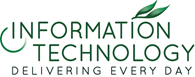 INFORMATION
TECHNOLOGY
DELIVERING EVERY DAY